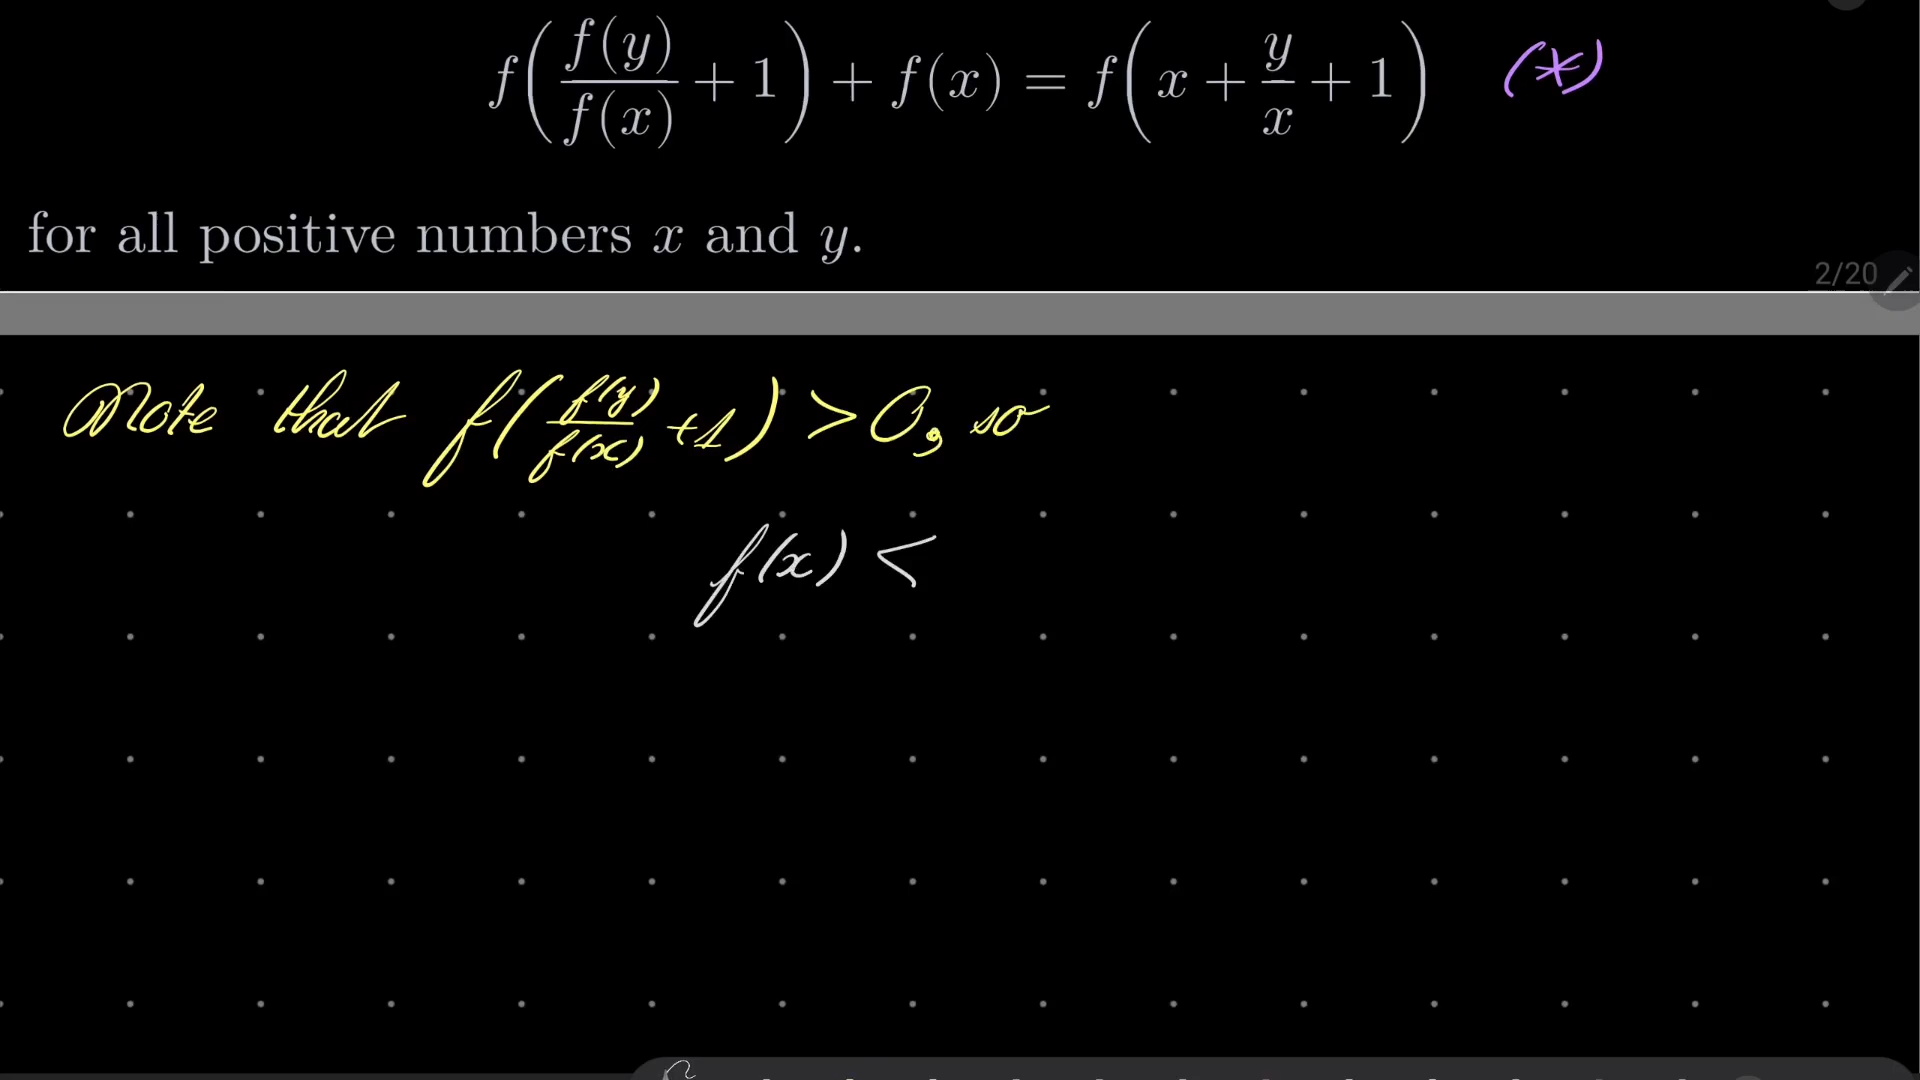 f(f(y)/f(x) + 1) + f(x) = f(x + y/x + 1) (*)
for all positive numbers x and y.
2/20
Note that f(f(y)/f(x) + 1) > 0, so
f(x) <